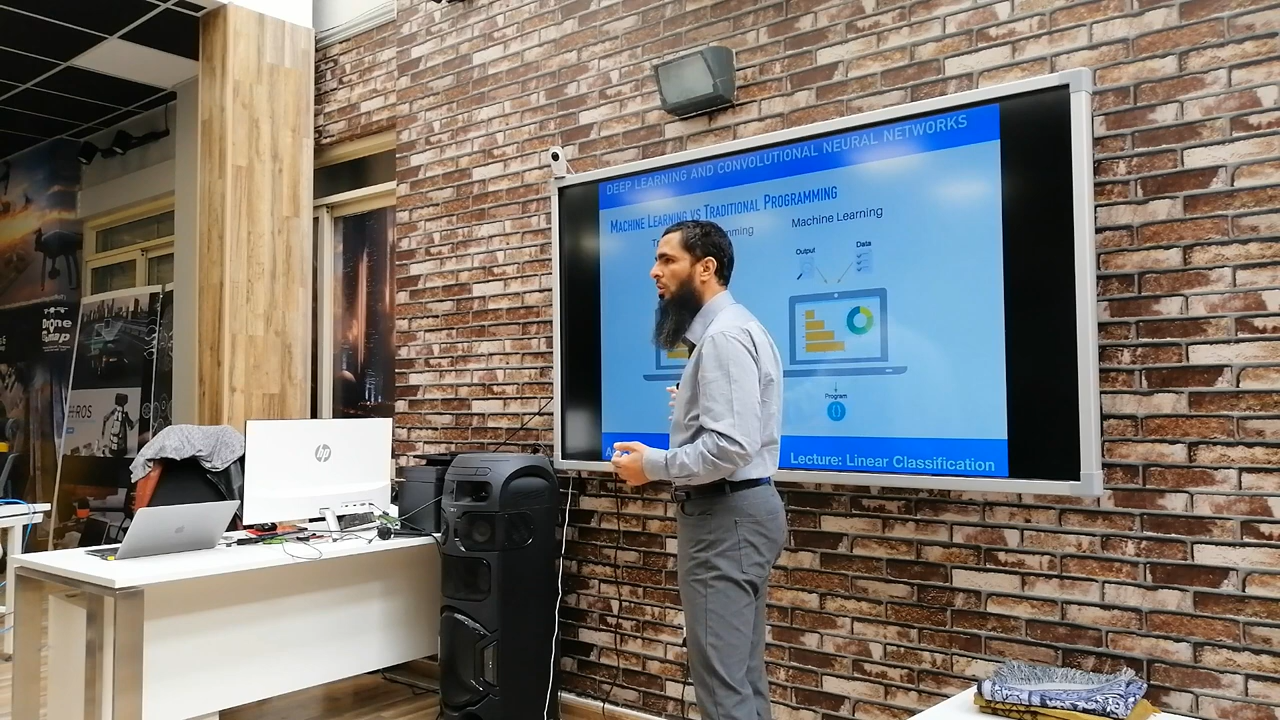 DEEP LEARNING AND CONVOLUTIONAL NEURAL NETWORKS
MACHINE LEARNING VS TRADITIONAL PROGRAMMING
Machine Learning
Output
Data
Program
{}
Lecture: Linear Classification
hp
Drone
ROS